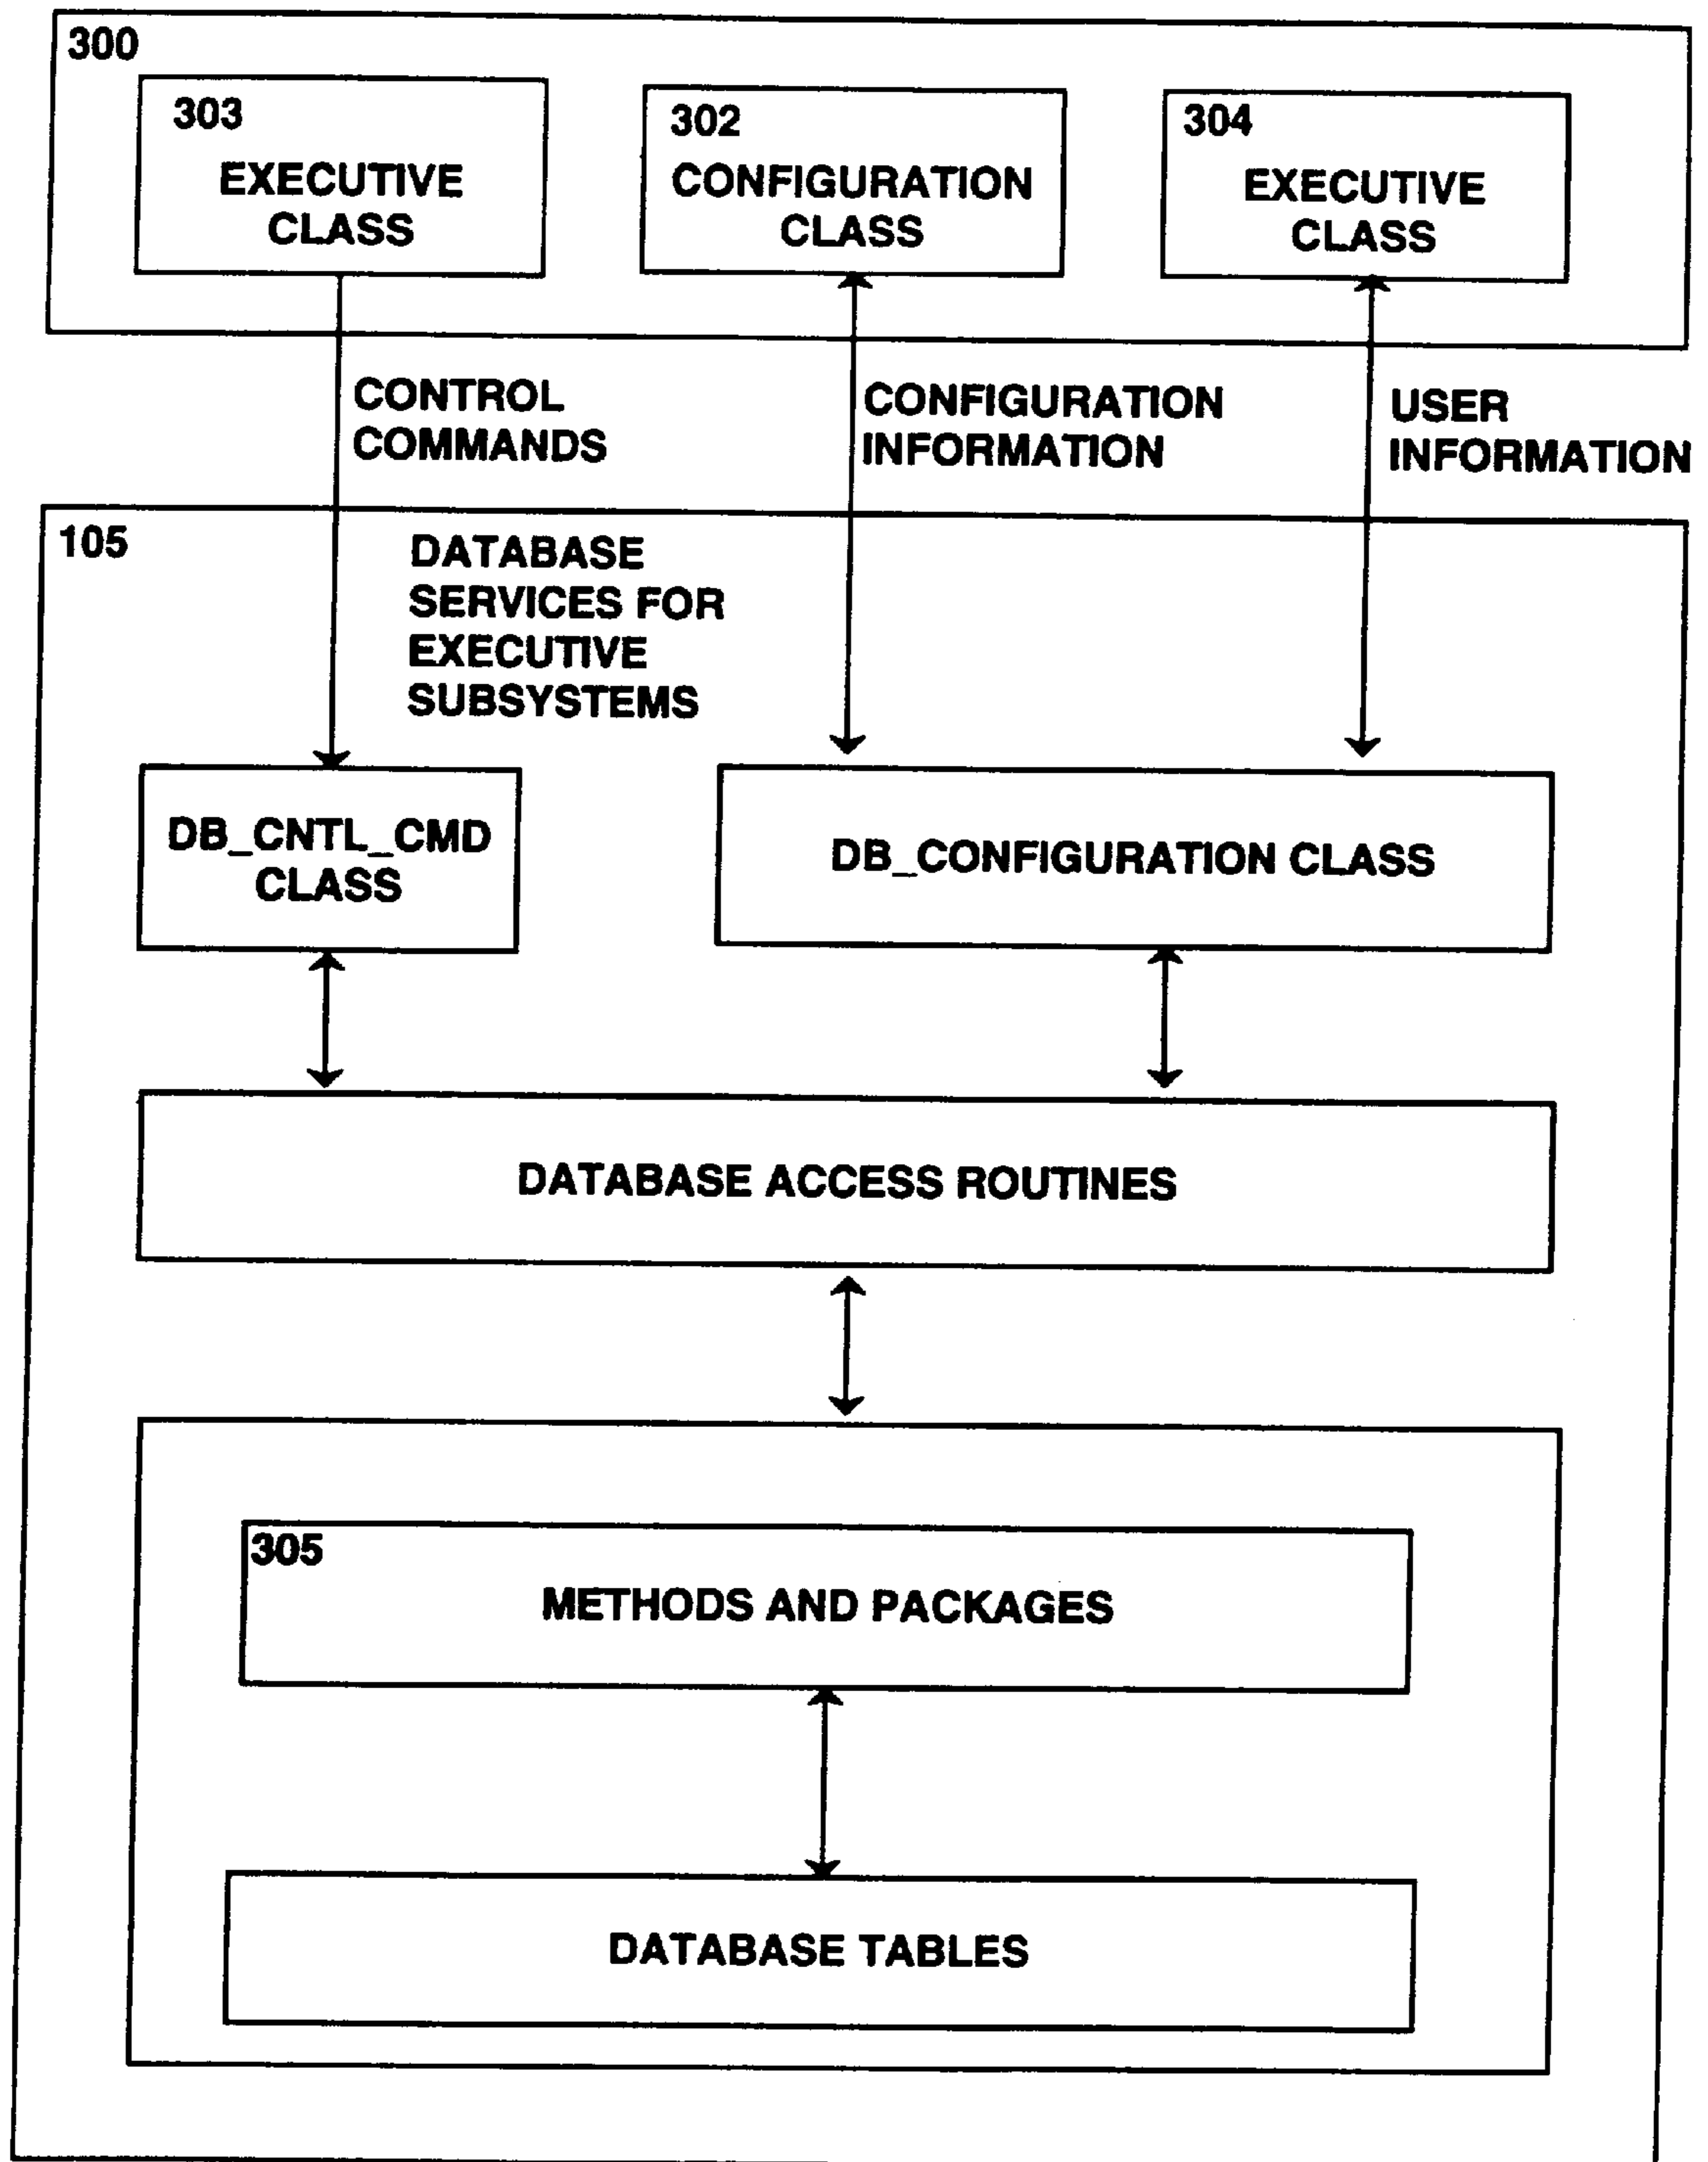 300
303
EXECUTIVE
CLASS
302
CONFIGURATION
CLASS
304
EXECUTIVE
CLASS
CONTROL
COMMANDS
CONFIGURATION
INFORMATION
USER
INFORMATION
105
DATABASE
SERVICES FOR
EXECUTIVE
SUBSYSTEMS
DB_CNTL_CMD
CLASS
DB_CONFIGURATION CLASS
DATABASE ACCESS ROUTINES
305
METHODS AND PACKAGES
DATABASE TABLES